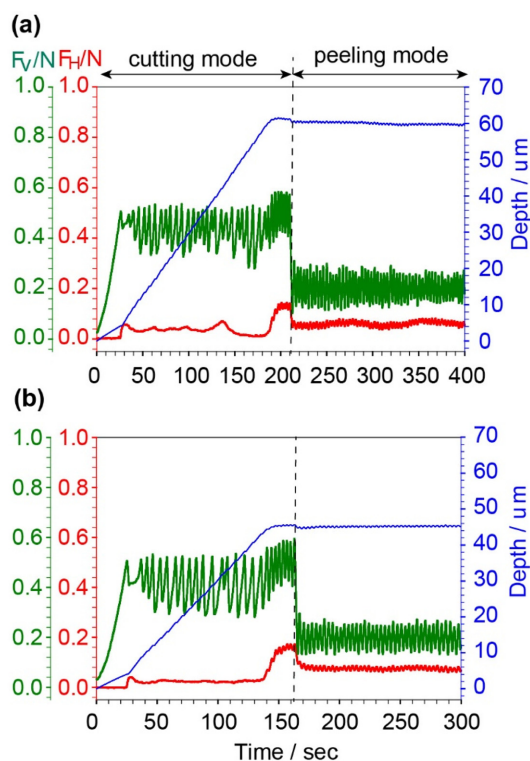 (a)
Fv/N FH/N cutting mode peeling mode
1.0 1.0 70
0.8 0.8 60
0.6 0.6 50
0.4 0.4 40
0.2 0.2 30
0.0 0.0 20
10
0
Depth / um
0 50 100 150 200 250 300 350 400
(b)
1.0 1.0 70
0.8 0.8 60
0.6 0.6 50
0.4 0.4 40
0.2 0.2 30
0.0 0.0 20
10
0
Depth / um
0 50 100 150 200 250 300
Time / sec